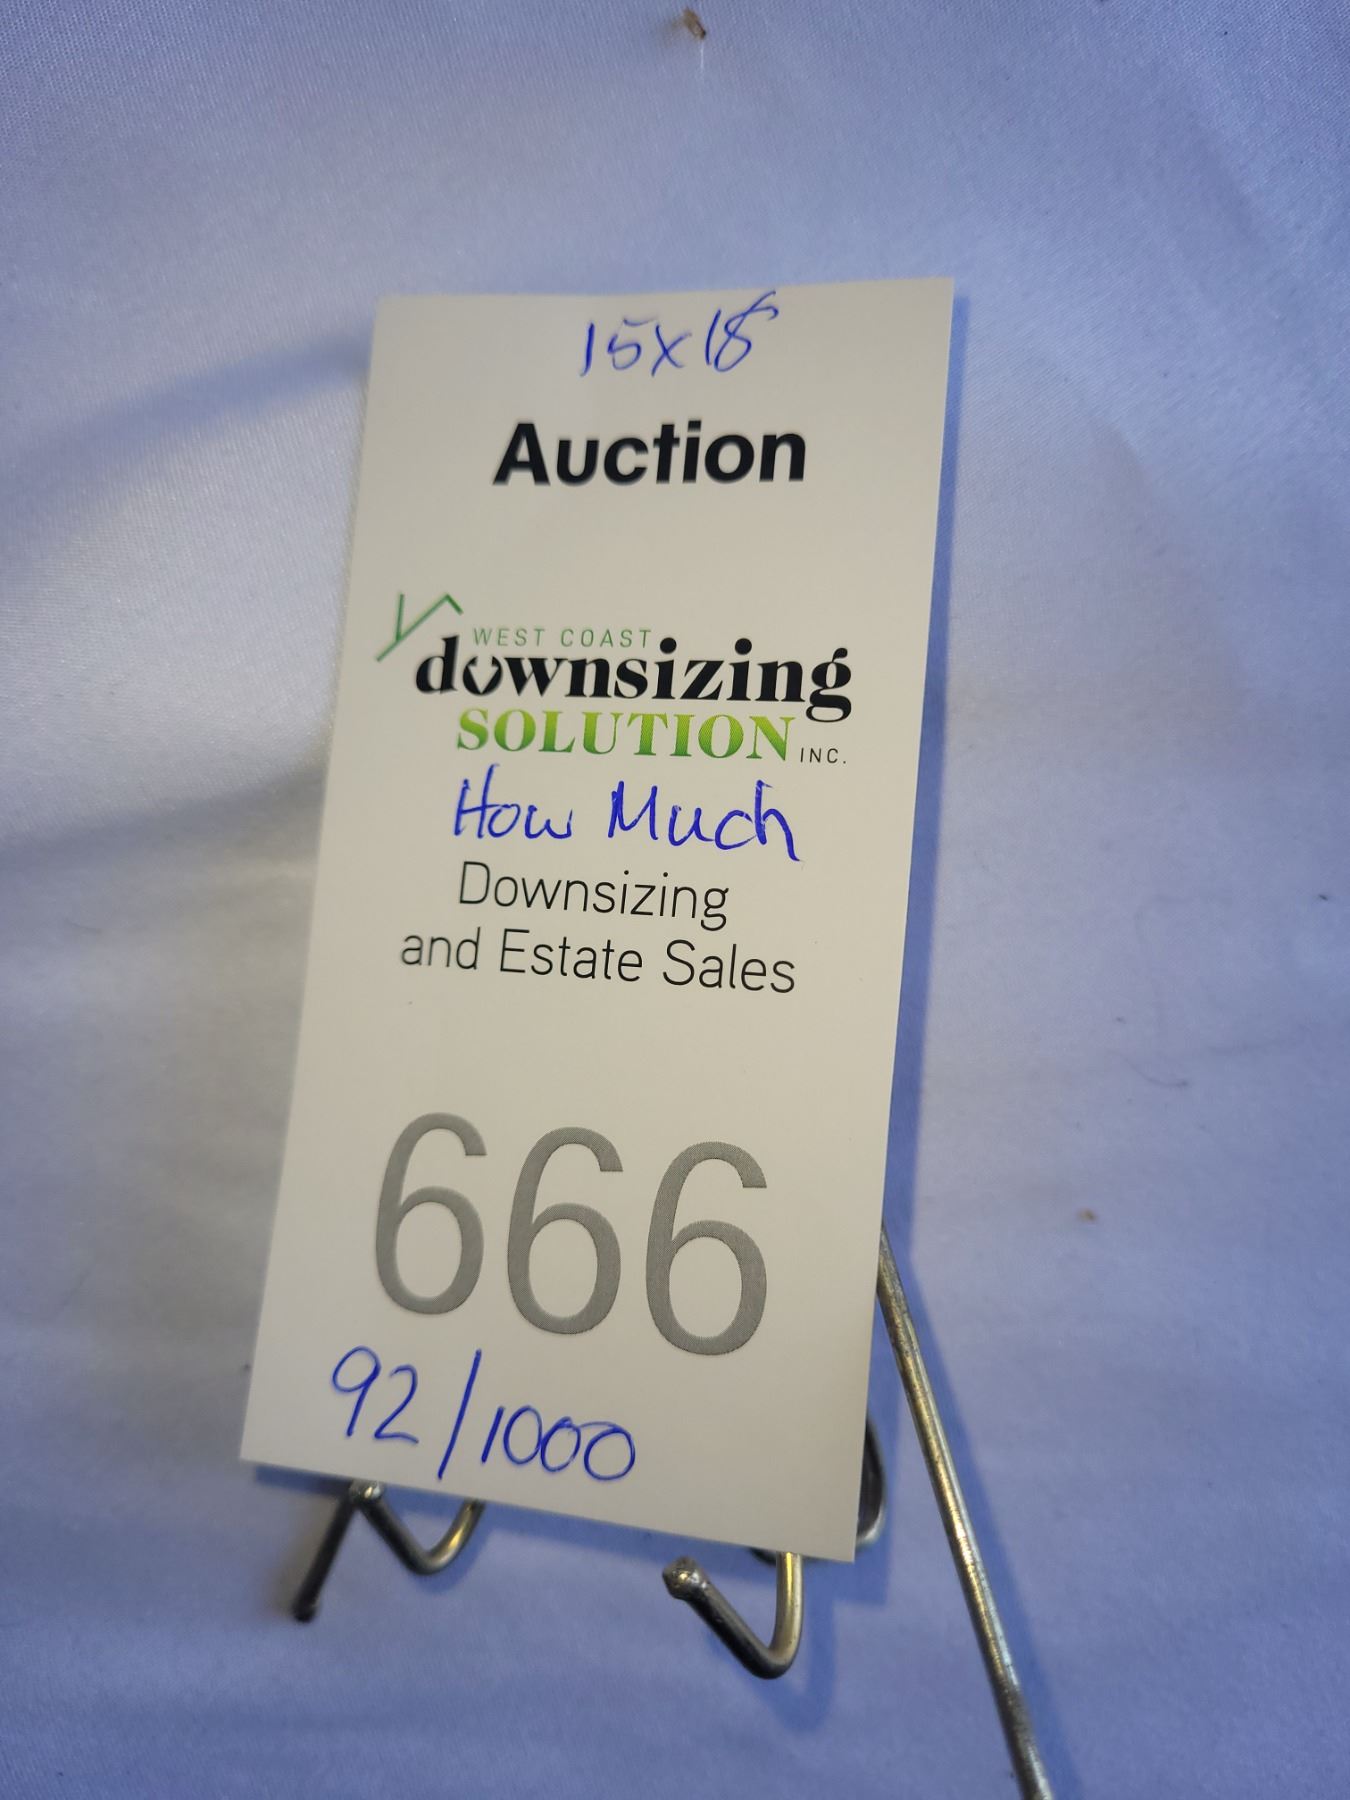 15x18
Auction
WEST COAST
downsizing
SOLUTION INC.
How Much
Downsizing
and Estate Sales
666
92/1000